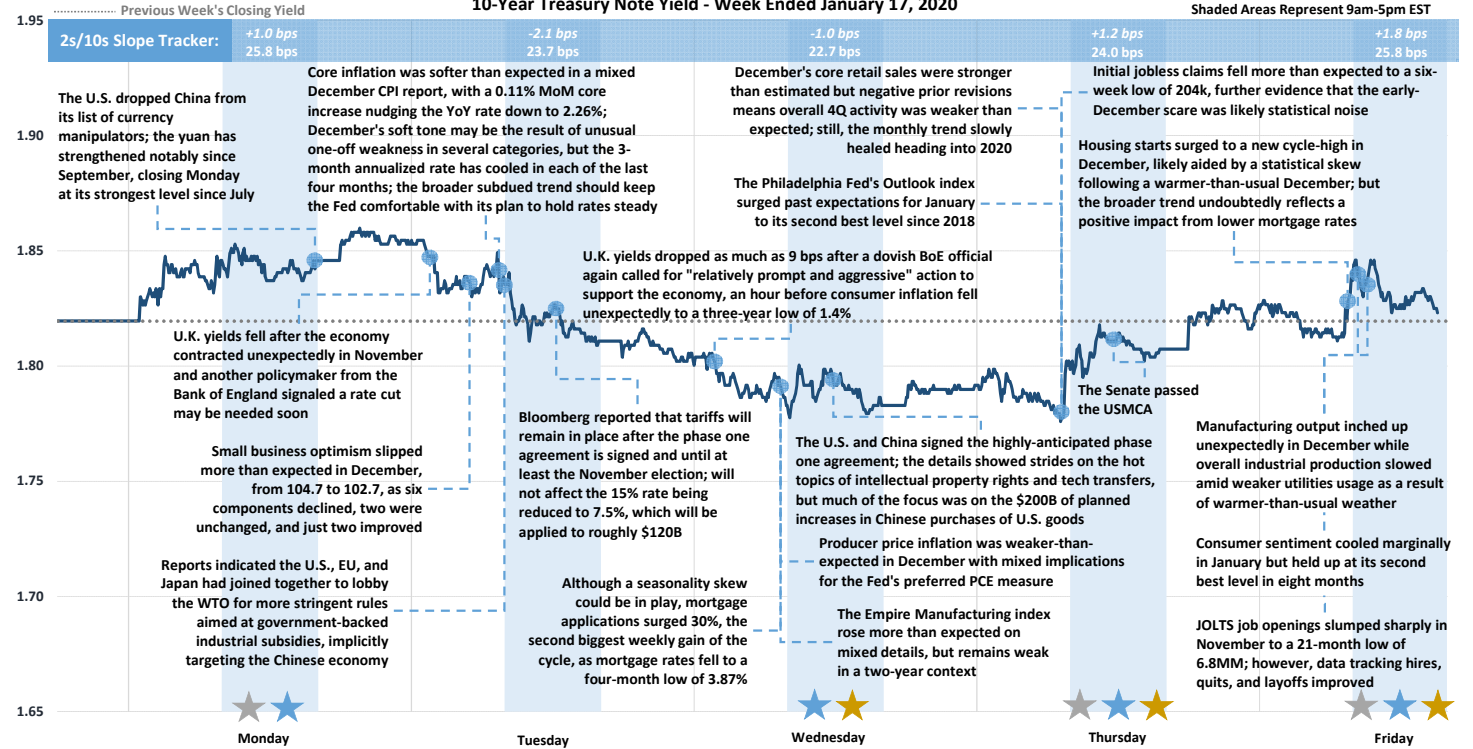 10-Year Treasury Note Yield - Week Ended January 17, 2020
Previous Week's Closing Yield
Shaded Areas Represent 9am-5pm EST
2s/10s Slope Tracker:
+1.0 bps
25.8 bps
-2.1 bps
23.7 bps
-1.0 bps
22.7 bps
+1.2 bps
24.0 bps
+1.8 bps
25.8 bps
1.95
1.90
1.85
1.80
1.75
1.70
1.65
The U.S. dropped China from
its list of currency
manipulators; the yuan has
strengthened notably since
September, closing Monday
at its strongest level since July
Core inflation was softer than expected in a mixed
December CPI report, with a 0.11% MoM core
increase nudging the YoY rate down to 2.26%;
December's soft tone may be the result of unusual
one-off weakness in several categories, but the 3-
month annualized rate has cooled in each of the last
four months; the broader subdued trend should keep
the Fed comfortable with its plan to hold rates steady
December's core retail sales were stronger
than estimated but negative prior revisions
means overall 4Q activity was weaker than
expected; still, the monthly trend slowly
healed heading into 2020
The Philadelphia Fed's Outlook index
surged past expectations for January
to its second best level since 2018
Initial jobless claims fell more than expected to a six-
week low of 204k, further evidence that the early-
December scare was likely statistical noise
Housing starts surged to a new cycle-high in
December, likely aided by a statistical skew
following a warmer-than-usual December; but
the broader trend undoubtedly reflects a
positive impact from lower mortgage rates
U.K. yields dropped as much as 9 bps after a dovish BoE official
again called for "relatively prompt and aggressive" action to
support the economy, an hour before consumer inflation fell
unexpectedly to a three-year low of 1.4%
U.K. yields fell after the economy
contracted unexpectedly in November
and another policymaker from the
Bank of England signaled a rate cut
may be needed soon
Small business optimism slipped
more than expected in December,
from 104.7 to 102.7, as six
components declined, two were
unchanged, and just two improved
Reports indicated the U.S., EU, and
Japan had joined together to lobby
the WTO for more stringent rules
aimed at government-backed
industrial subsidies, implicitly
targeting the Chinese economy
Bloomberg reported that tariffs will
remain in place after the phase one
agreement is signed and until at
least the November election; will
not affect the 15% rate being
reduced to 7.5%, which will be
applied to roughly $120B
Although a seasonality skew
could be in play, mortgage
applications surged 30%, the
second biggest weekly gain of the
cycle, as mortgage rates fell to a
four-month low of 3.87%
The U.S. and China signed the highly-anticipated phase
one agreement; the details showed strides on the hot
topics of intellectual property rights and tech transfers,
but much of the focus was on the $200B of planned
increases in Chinese purchases of U.S. goods
Producer price inflation was weaker-than-
expected in December with mixed implications
for the Fed's preferred PCE measure
The Empire Manufacturing index
rose more than expected on
mixed details, but remains weak
in a two-year context
The Senate passed
the USMCA
Manufacturing output inched up
unexpectedly in December while
overall industrial production slowed
amid weaker utilities usage as a result
of warmer-than-usual weather
Consumer sentiment cooled marginally
in January but held up at its second
best level in eight months
JOLTS job openings slumped sharply in
November to a 21-month low of
6.8MM; however, data tracking hires,
quits, and layoffs improved
Monday
Tuesday
Wednesday
Thursday
Friday